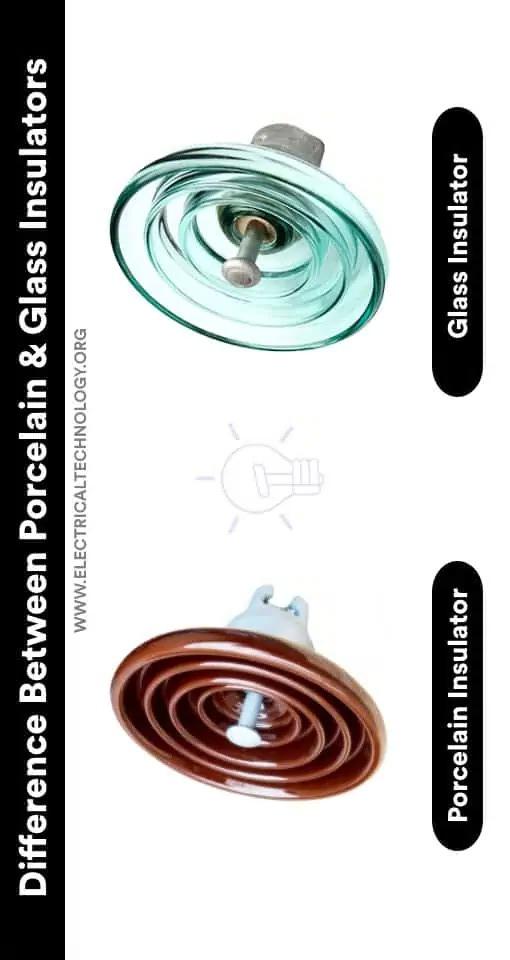 Difference Between Porcelain & Glass Insulators
WWW.ELECTRICALTECHNOLOGY.ORG
Porcelain Insulator
Glass Insulator